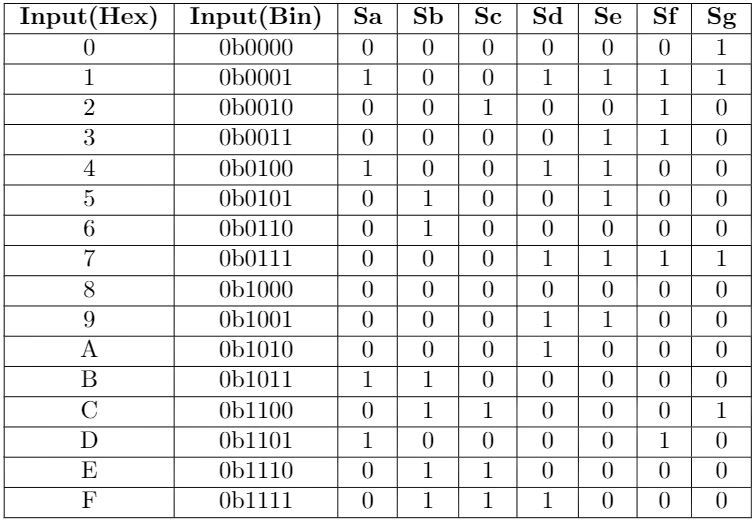 Input(Hex) Input(Bin) Sa Sb Sc Sd Se Sf Sg
0 0b0000 0 0 0 0 0 0 1
1 0b0001 1 0 0 1 1 1 1
2 0b0010 0 0 1 0 0 1 0
3 0b0011 0 0 0 0 1 1 0
4 0b0100 1 0 0 1 1 0 0
5 0b0101 0 1 0 0 1 0 0
6 0b0110 0 1 0 0 0 0 0
7 0b0111 0 0 0 1 1 1 1
8 0b1000 0 0 0 0 0 0 0
9 0b1001 0 0 0 1 1 0 0
A 0b1010 0 0 0 1 0 0 0
B 0b1011 1 1 0 0 0 0 0
C 0b1100 0 1 1 0 0 0 1
D 0b1101 1 0 0 0 0 1 0
E 0b1110 0 1 1 0 0 0 0
F 0b1111 0 1 1 1 0 0 0